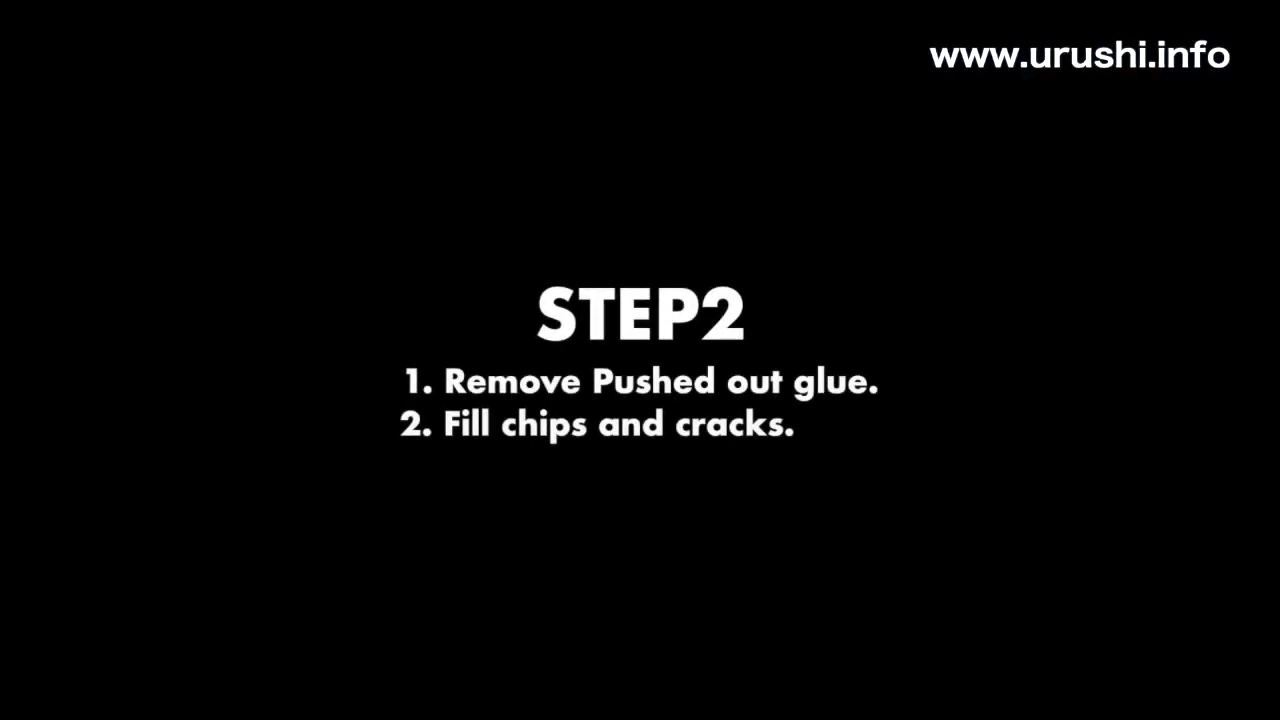 www.urushi.info
STEP2
1. Remove Pushed out glue.
2. Fill chips and cracks.